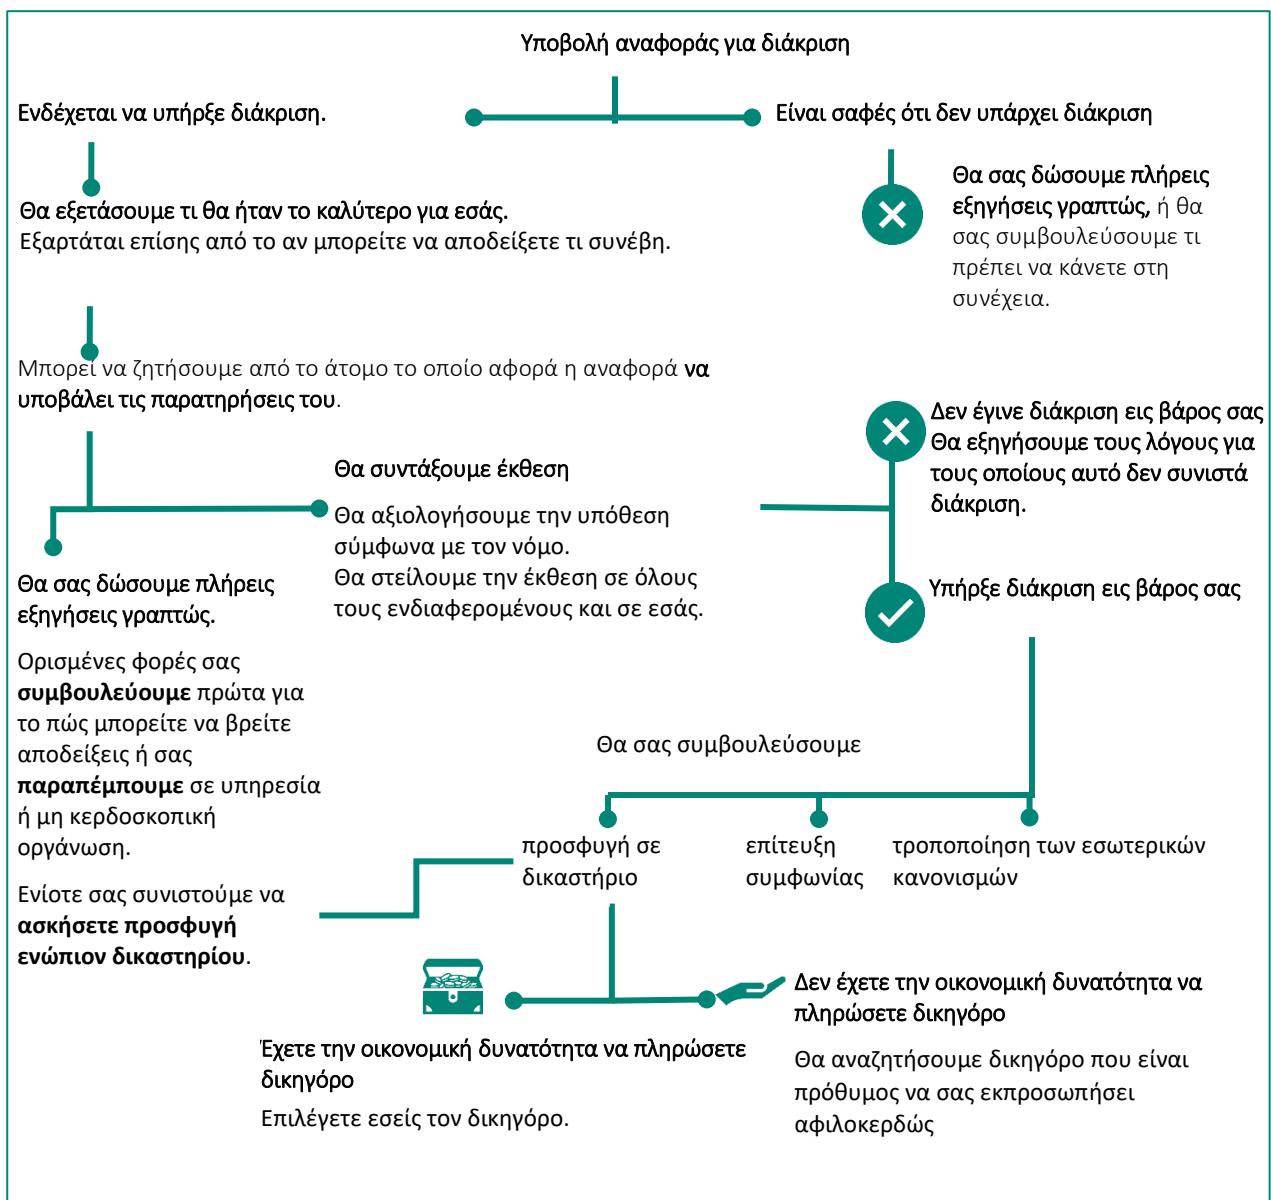 Υποβολή αναφοράς για διάκριση
Ενδέχεται να υπήρξε διάκριση.
Είναι σαφές ότι δεν υπάρχει διάκριση
Θα σας δώσουμε πλήρεις
εξηγήσεις γραπτώς, ή θα
σας συμβουλεύσουμε τι
πρέπει να κάνετε στη
συνέχεια.
Θα εξετάσουμε τι θα ήταν το καλύτερο για εσάς.
Εξαρτάται επίσης από το αν μπορείτε να αποδείξετε τι συνέβη.
Μπορεί να ζητήσουμε από το άτομο το οποίο αφορά η αναφορά να
υποβάλει τις παρατηρήσεις του.
Θα συντάξουμε έκθεση
Θα αξιολογήσουμε την υπόθεση
σύμφωνα με τον νόμο.
Θα στείλουμε την έκθεση σε όλους
τους ενδιαφερομένους και σε εσάς.
Δεν έγινε διάκριση εις βάρος σας
Θα εξηγήσουμε τους λόγους για
τους οποίους αυτό δεν συνιστά
διάκριση.
Υπήρξε διάκριση εις βάρος σας
Θα σας δώσουμε πλήρεις
εξηγήσεις γραπτώς.
Ορισμένες φορές σας
συμβουλεύουμε πρώτα για
το πώς μπορείτε να βρείτε
αποδείξεις ή σας
παραπέμπουμε σε υπηρεσία
ή μη κερδοσκοπική
οργάνωση.
Ενίοτε σας συνιστούμε να
ασκήσετε προσφυγή
ενώπιον δικαστηρίου.
Θα σας συμβουλεύσουμε
προσφυγή σε
δικαστήριο
επίτευξη
συμφωνίας
τροποποίηση των εσωτερικών
κανονισμών
Έχετε την οικονομική δυνατότητα να πληρώσετε
δικηγόρο
Επιλέγετε εσείς τον δικηγόρο.
Δεν έχετε την οικονομική δυνατότητα να
πληρώσετε δικηγόρο
Θα αναζητήσουμε δικηγόρο που είναι
πρόθυμος να σας εκπροσωπήσει
αφιλοκερδώς